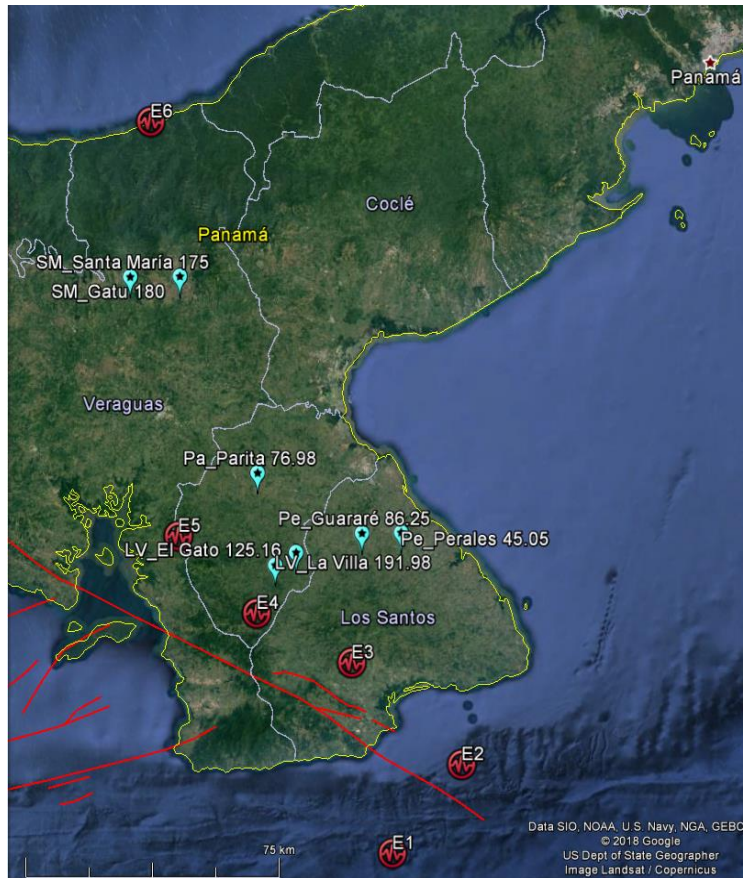 Panamá
E6
Coclé
Panamá
SM_Santa María 175
SM_Gatu 180
Veraguas
Pa_Parita 76.98
Pe_Guararé 86.25
E5
Pe_Perales 45.05
LV_El Gato 125.16
LV_La Villa 191.98
E4
Los Santos
E3
E2
Data SIO, NOAA, U.S. Navy, NGA, GEBC
© 2018 Google
E1
75 km
US Dept of State Geographer
Image Landsat / Copernicus